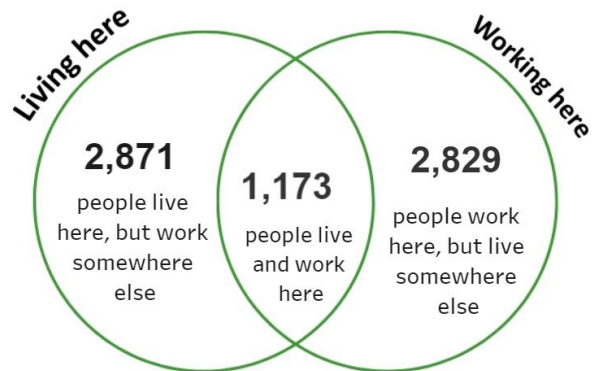 Living here
Working here
2,871
people live
here, but work
somewhere
else
1,173
people live
and work
here
2,829
people work
here, but live
somewhere
else